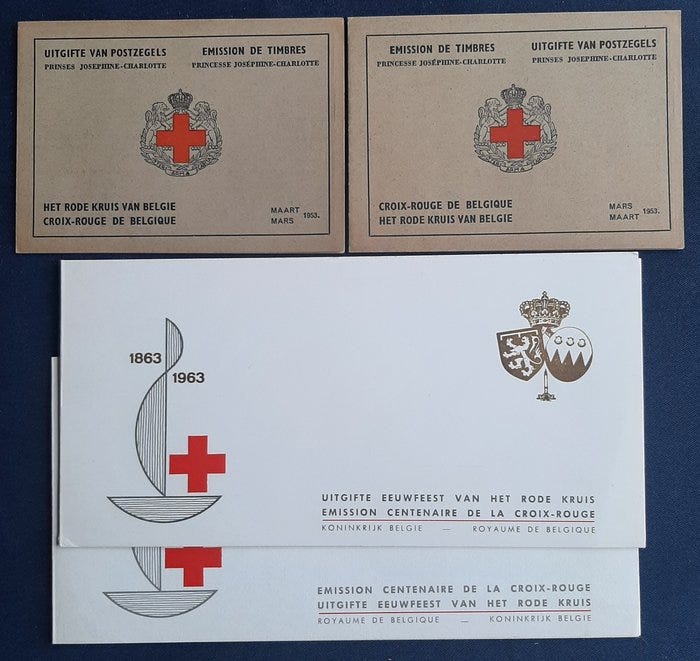 UITGIFTE VAN POSTZEGELS EMISSION DE TIMBRES
PRINSES JOSEPHINE-CHARLOTTE PRINCESSE JOSÉPHINE-CHARLOTTE
HET RODE KRUIS VAN BELGIE
CROIX-ROUGE DE BELGIQUE
MAART
MARS 1953.
EMISSION DE TIMBRES UITGIFTE VAN POSTZEGELS
PRINCESSE JOSÉPHINE-CHARLOTTE PRINSES JOSEPHINE-CHARLOTTE
CROIX-ROUGE DE BELGIQUE
HET RODE KRUIS VAN BELGIE
MARS
MAART 1953.
1863
1963
UITGIFTE EEUWFEEST VAN HET RODE KRUIS
EMISSION CENTENAIRE DE LA CROIX-ROUGE
KONINKRIJK BELGIE — ROYAUME DE BELGIQUE
EMISSION CENTENAIRE DE LA CROIX-ROUGE
UITGIFTE EEUWFEEST VAN HET RODE KRUIS
ROYAUME DE BELGIQUE — KONINKRIJK BELGIE